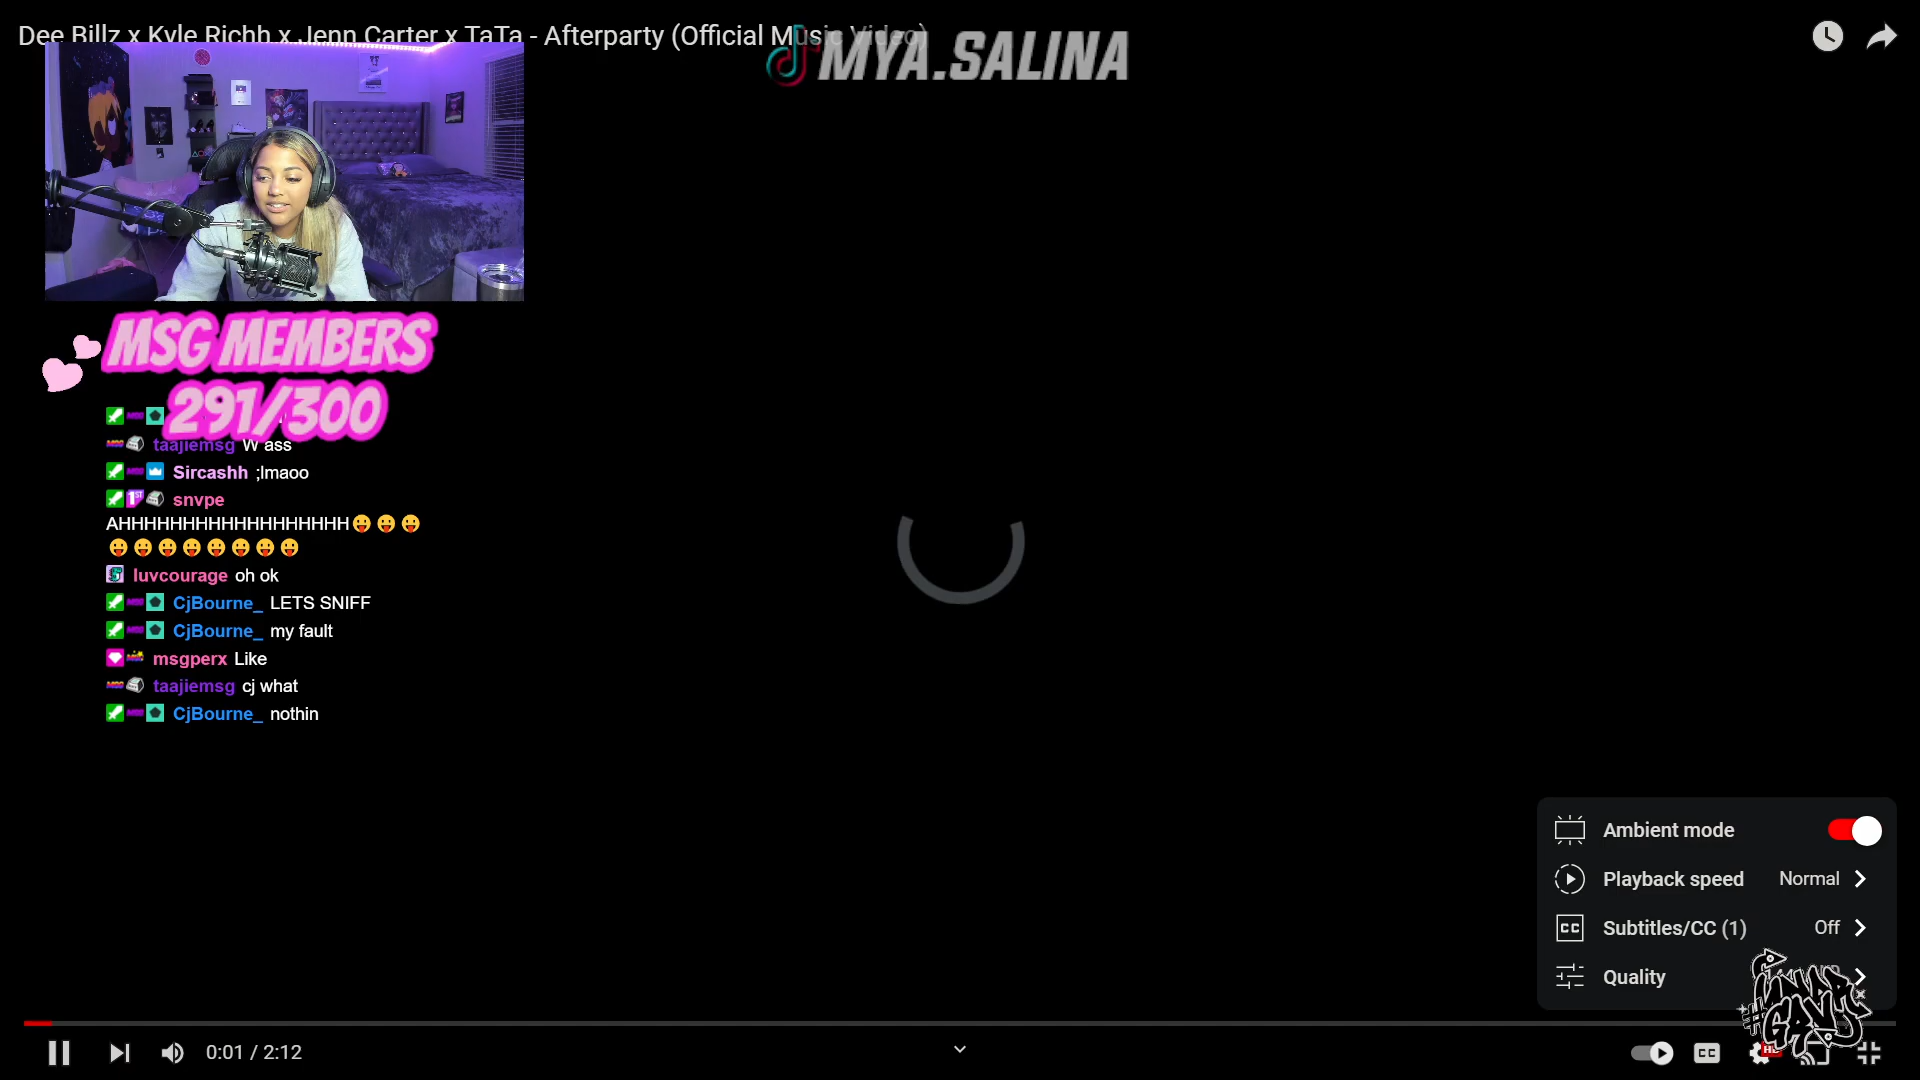 Dee Billz x Kyle Richh x Jenn Carter x TaTa - Afterparty (Official Music Video)
MYA.SALINA
MSG MEMBERS
291/300
taajiemsg W ass
Sircashh ;lmaoo
snvpe
AHHHHHHHHHHHHHHHHHH😛😛😛
😛😛😛😛😛😛😛😛
luvcourage oh ok
CjBourne_ LETS SNIFF
CjBourne_ my fault
msgperx Like
taajiemsg cj what
CjBourne_ nothin
Ambient mode
Playback speed Normal
Subtitles/CC (1) Off
Quality
0:01 / 2:12